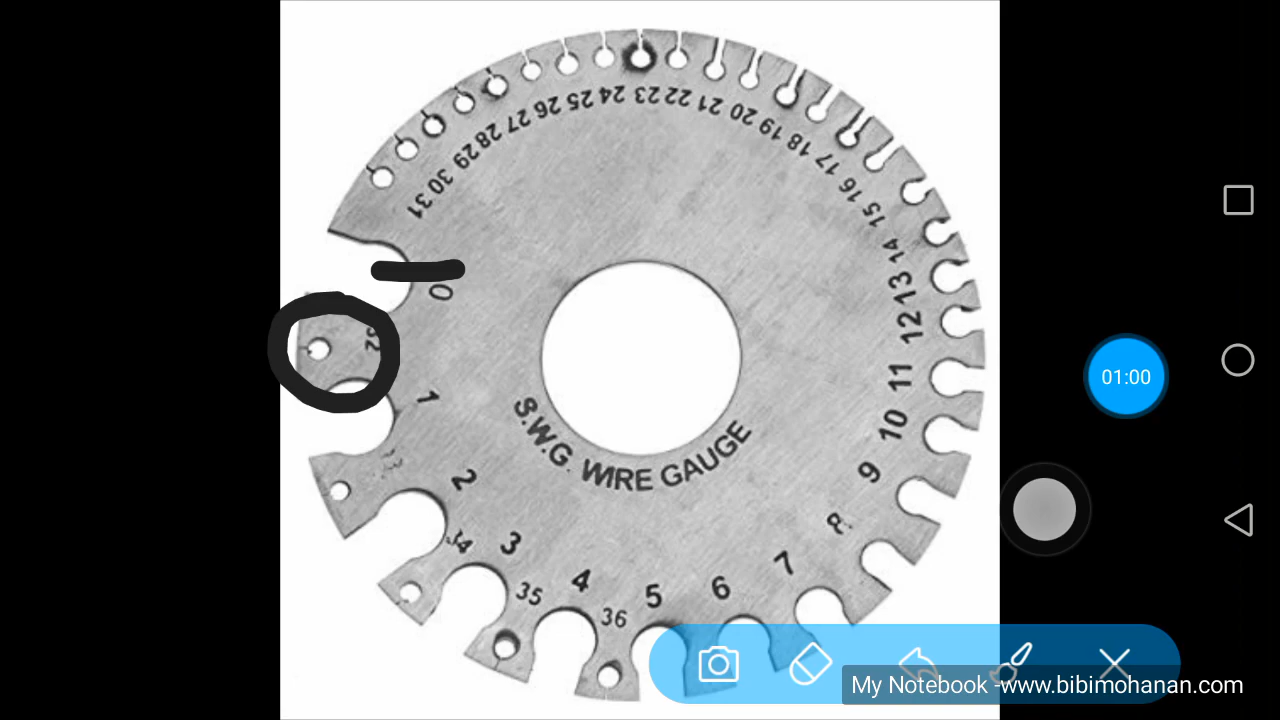 31 30 29 28 27 26 25 24 23 22 21 20 19 18 17 16 15 14 13 12 11 10 9 8 7 6 5 4 3 2 1 0
32
34
35
36
S.W.G. WIRE GAUGE
01:00
My Notebook -www.bibimohanan.com